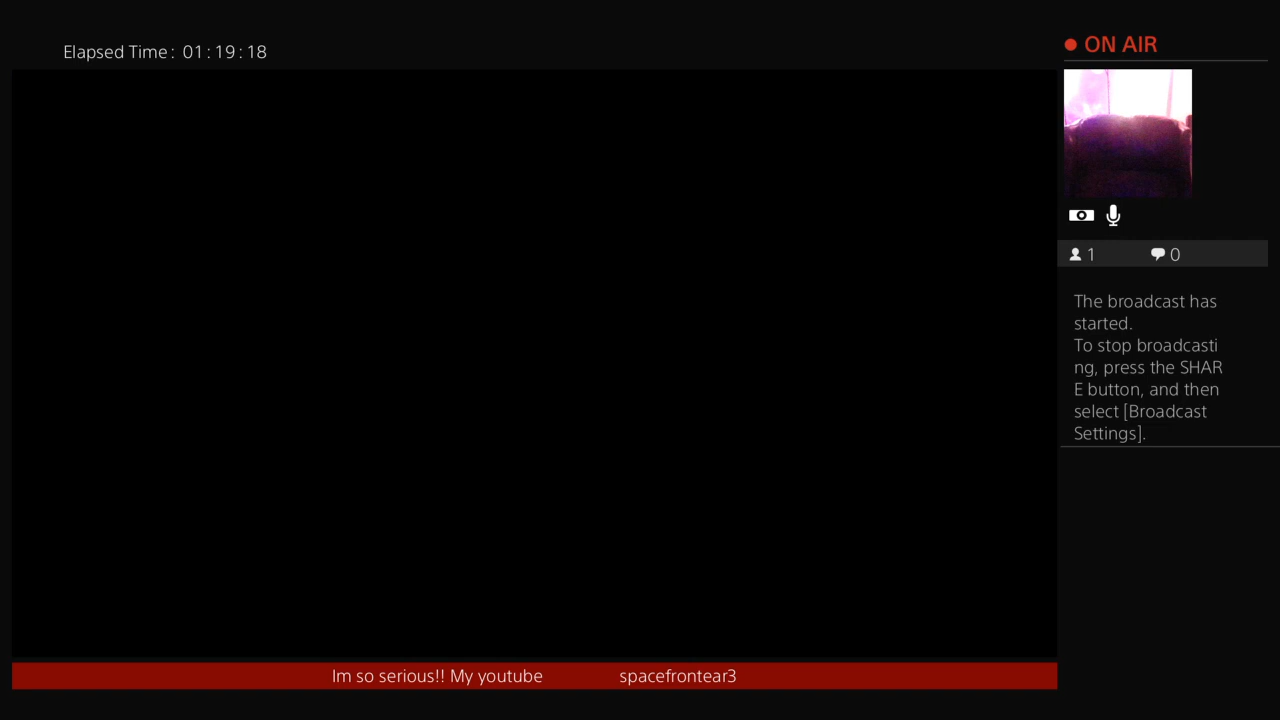 Elapsed Time: 01:19:18
ON AIR
1 0
The broadcast has
started.
To stop broadcasti
ng, press the SHAR
E button, and then
select [Broadcast
Settings].
Im so serious!! My youtube spacefrontear3